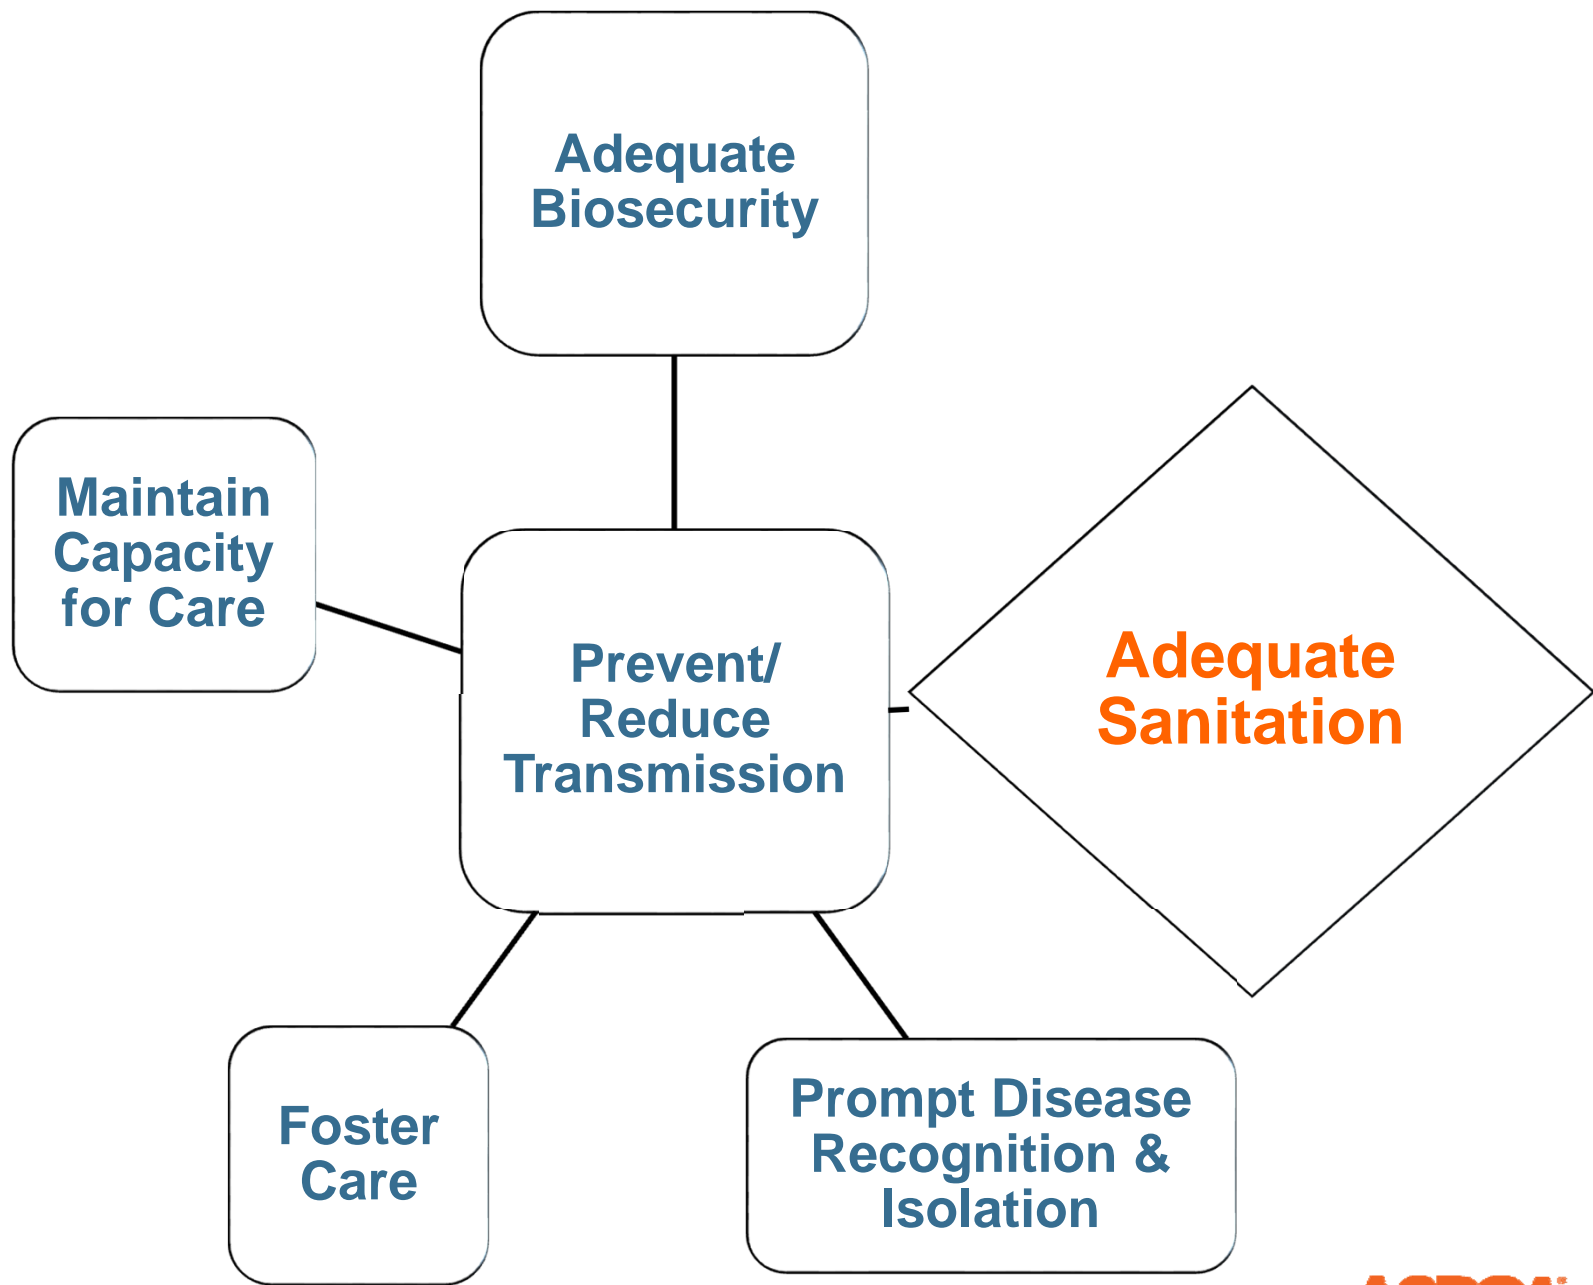 Adequate
Biosecurity
Maintain
Capacity
for Care
Prevent/
Reduce
Transmission
Adequate
Sanitation
Foster
Care
Prompt Disease
Recognition &
Isolation